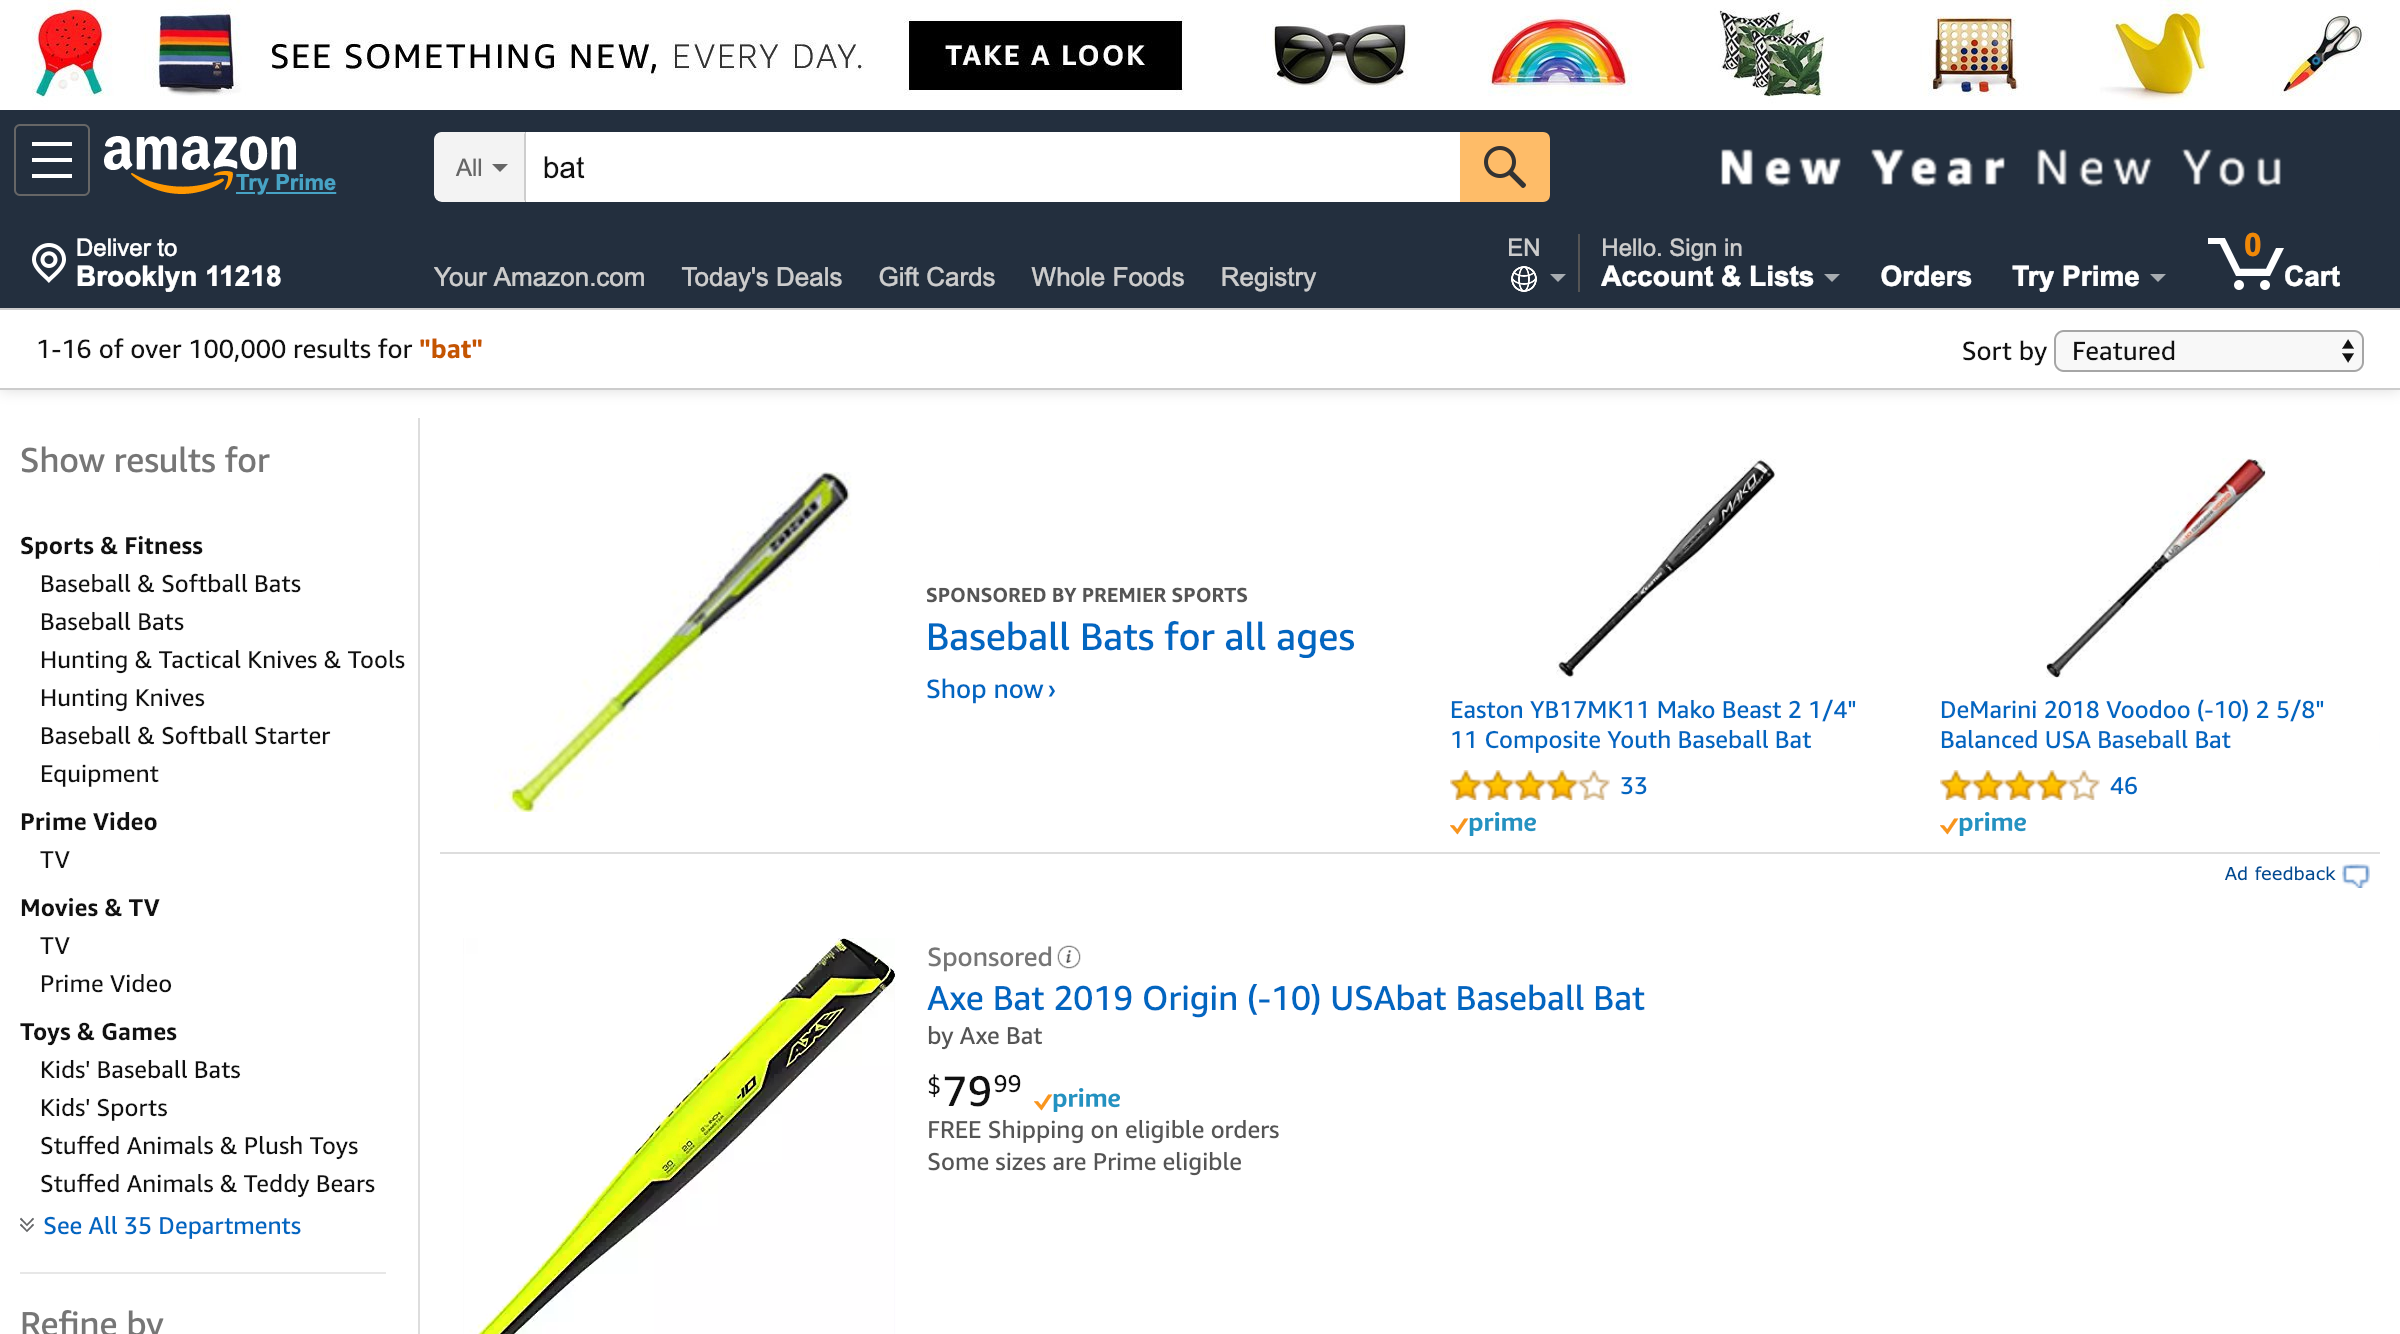 SEE SOMETHING NEW, EVERY DAY.
TAKE A LOOK
amazon
Try Prime
All
bat
New Year New You
Deliver to
Brooklyn 11218
Your Amazon.com
Today's Deals
Gift Cards
Whole Foods
Registry
EN
Hello. Sign in
Account & Lists
Orders
Try Prime
0
Cart
1-16 of over 100,000 results for "bat"
Sort by
Featured
Show results for
Sports & Fitness
Baseball & Softball Bats
Baseball Bats
Hunting & Tactical Knives & Tools
Hunting Knives
Baseball & Softball Starter
Equipment
Prime Video
TV
Movies & TV
TV
Prime Video
Toys & Games
Kids' Baseball Bats
Kids' Sports
Stuffed Animals & Plush Toys
Stuffed Animals & Teddy Bears
See All 35 Departments
Refine by
SPONSORED BY PREMIER SPORTS
Baseball Bats for all ages
Shop now ›
MAKO
Easton YB17MK11 Mako Beast 2 1/4"
11 Composite Youth Baseball Bat
33
prime
DeMarini 2018 Voodoo (-10) 2 5/8"
Balanced USA Baseball Bat
46
prime
Ad feedback
AXE
-10
30
20
Sponsored
Axe Bat 2019 Origin (-10) USAbat Baseball Bat
by Axe Bat
$79 99
prime
FREE Shipping on eligible orders
Some sizes are Prime eligible